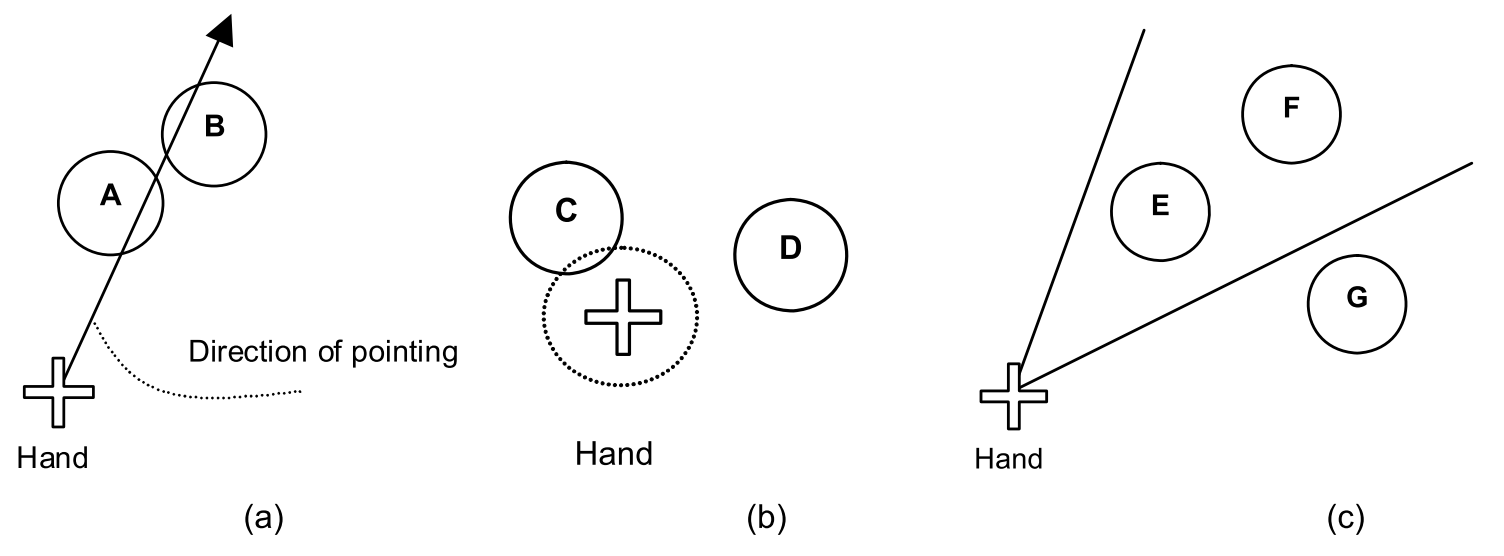 A
B
Direction of pointing
Hand
(a)
C
D
Hand
(b)
F
E
G
Hand
(c)